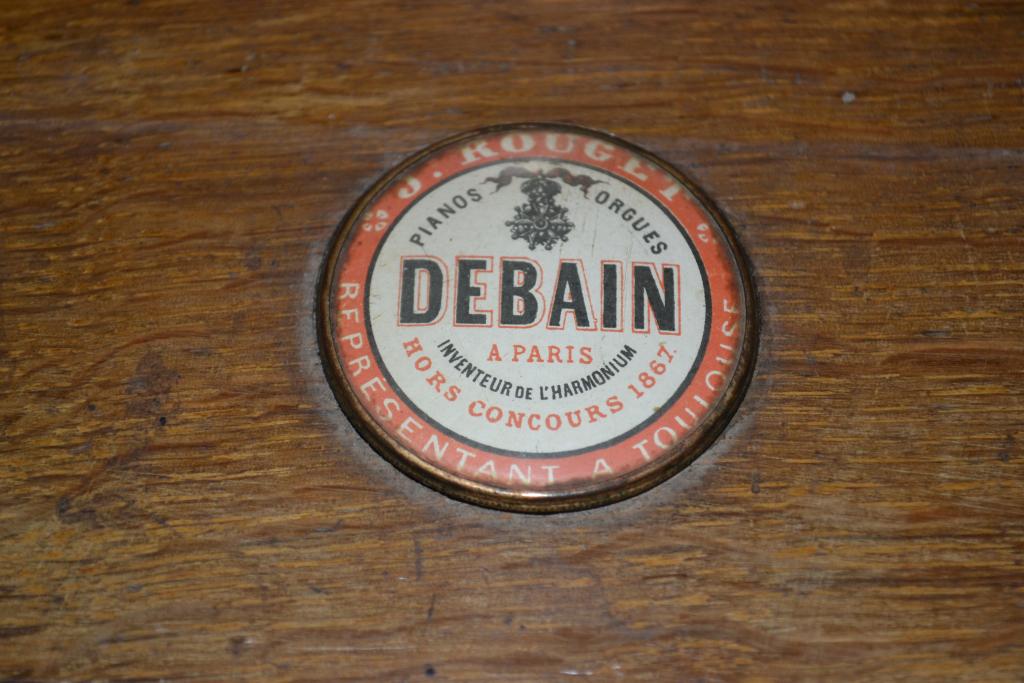 J. ROUGET
PIANOS ORGUES
DEBAIN
A PARIS
INVENTEUR DE L'HARMONIUM
HORS CONCOURS 1867.
REPRESENTANT A TOULOUSE